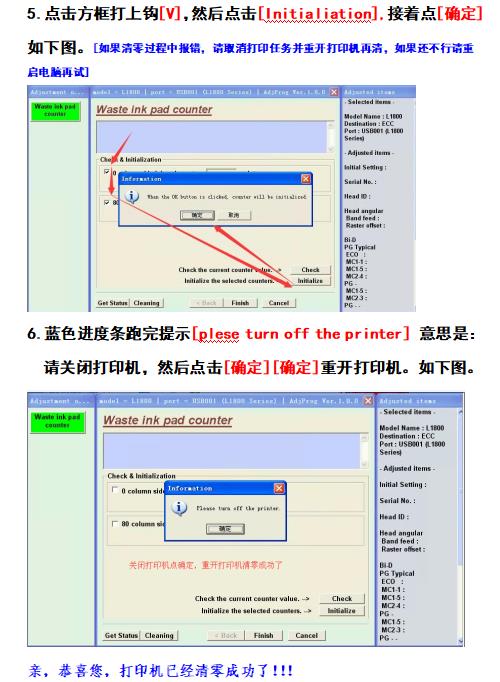 5.点击方框打上钩[V],然后点击[Initialiation],接着点[确定]
如下图。[如果清零过程中报错，请取消打印任务并重开打印机再清，如果还不行请重
启电脑再试]
Adjustment n...
model - L1800 | port - USB001 (L1800 Series) | AdjProg Ver.1.0.0
Adjusted items
Waste ink pad
counter
Waste ink pad counter
Check & Initialization
0
80
Information
When the OK button is clicked, counter will be initialized.
确定
取消
Check the current counter value. -->
Check
Initialize the selected counters. -->
Initialize
Get Status
Cleaning
< Back
Finish
Cancel
- Selected items -
Model Name : L1800
Destination : ECC
Port : USB001 (L1800
Series)
- Adjusted items -
Initial Setting :
Serial No. :
Head ID :
Head angular
Band feed :
Raster offset :
Bi-D
PG Typical
ECO :
MC1-1 :
MC1-5 :
MC2-4 :
PG -
MC1-5 :
MC2-3 :
PG - -
6.蓝色进度条跑完提示[plese turn off the printer] 意思是：
请关闭打印机，然后点击[确定][确定]重开打印机。如下图。
Adjustment n...
model - L1800 | port - USB001 (L1800 Series) | AdjProg Ver.1.0.0
Adjusted items
Waste ink pad
counter
Waste ink pad counter
Check & Initialization
0 column sid
80 column sid
Information
Please turn off the printer.
确定
关闭打印机点确定，重开打印机清零成功了
Check the current counter value. -->
Check
Initialize the selected counters. -->
Initialize
Get Status
Cleaning
< Back
Finish
Cancel
- Selected items -
Model Name : L1800
Destination : ECC
Port : USB001 (L1800
Series)
- Adjusted items -
Initial Setting :
Serial No. :
Head ID :
Head angular
Band feed :
Raster offset :
Bi-D
PG Typical
ECO :
MC1-1 :
MC1-5 :
MC2-4 :
PG -
MC1-5 :
MC2-3 :
PG - -
亲，恭喜您，打印机已经清零成功了!!!